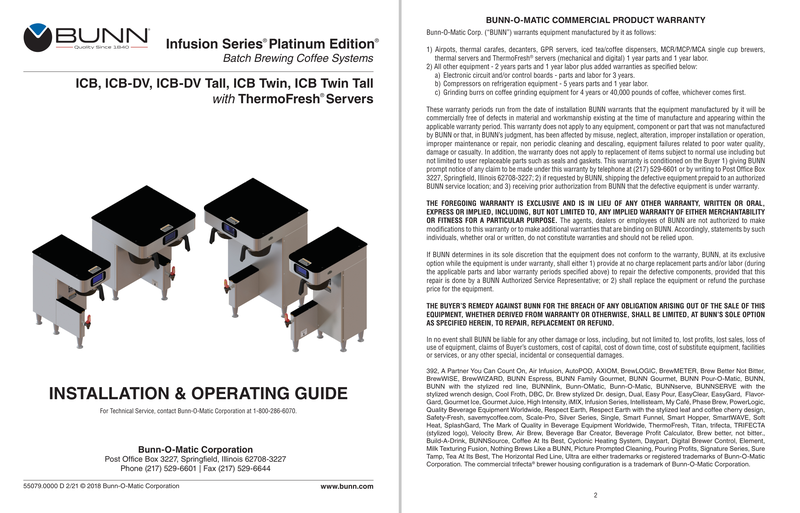 BUNN®
Quality Since 1840
Infusion Series® Platinum Edition®
Batch Brewing Coffee Systems
ICB, ICB-DV, ICB-DV Tall, ICB Twin, ICB Twin Tall
with ThermoFresh® Servers
INSTALLATION & OPERATING GUIDE
For Technical Service, contact Bunn-O-Matic Corporation at 1-800-286-6070.
Bunn-O-Matic Corporation
Post Office Box 3227, Springfield, Illinois 62708-3227
Phone (217) 529-6601 | Fax (217) 529-6644
55079.0000 D 2/21 © 2018 Bunn-O-Matic Corporation
www.bunn.com
BUNN-O-MATIC COMMERCIAL PRODUCT WARRANTY
Bunn-O-Matic Corp. (“BUNN”) warrants equipment manufactured by it as follows:
1) Airpots, thermal carafes, decanters, GPR servers, iced tea/coffee dispensers, MCR/MCP/MCA single cup brewers,
thermal servers and ThermoFresh® servers (mechanical and digital) 1 year parts and 1 year labor.
2) All other equipment - 2 years parts and 1 year labor plus added warranties as specified below:
a) Electronic circuit and/or control boards - parts and labor for 3 years.
b) Compressors on refrigeration equipment - 5 years parts and 1 year labor.
c) Grinding burrs on coffee grinding equipment for 4 years or 40,000 pounds of coffee, whichever comes first.
These warranty periods run from the date of installation BUNN warrants that the equipment manufactured by it will be
commercially free of defects in material and workmanship existing at the time of manufacture and appearing within the
applicable warranty period. This warranty does not apply to any equipment, component or part that was not manufactured
by BUNN or that, in BUNN’s judgment, has been affected by misuse, neglect, alteration, improper installation or operation,
improper maintenance or repair, non periodic cleaning and descaling, equipment failures related to poor water quality,
damage or casualty. In addition, the warranty does not apply to replacement of items subject to normal use including but
not limited to user replaceable parts such as seals and gaskets. This warranty is conditioned on the Buyer 1) giving BUNN
prompt notice of any claim to be made under this warranty by telephone at (217) 529-6601 or by writing to Post Office Box
3227, Springfield, Illinois 62708-3227; 2) if requested by BUNN, shipping the defective equipment prepaid to an authorized
BUNN service location; and 3) receiving prior authorization from BUNN that the defective equipment is under warranty.
THE FOREGOING WARRANTY IS EXCLUSIVE AND IS IN LIEU OF ANY OTHER WARRANTY, WRITTEN OR ORAL,
EXPRESS OR IMPLIED, INCLUDING, BUT NOT LIMITED TO, ANY IMPLIED WARRANTY OF EITHER MERCHANTABILITY
OR FITNESS FOR A PARTICULAR PURPOSE. The agents, dealers or employees of BUNN are not authorized to make
modifications to this warranty or to make additional warranties that are binding on BUNN. Accordingly, statements by such
individuals, whether oral or written, do not constitute warranties and should not be relied upon.
If BUNN determines in its sole discretion that the equipment does not conform to the warranty, BUNN, at its exclusive
option while the equipment is under warranty, shall either 1) provide at no charge replacement parts and/or labor (during
the applicable parts and labor warranty periods specified above) to repair the defective components, provided that this
repair is done by a BUNN Authorized Service Representative; or 2) shall replace the equipment or refund the purchase
price for the equipment.
THE BUYER’S REMEDY AGAINST BUNN FOR THE BREACH OF ANY OBLIGATION ARISING OUT OF THE SALE OF THIS
EQUIPMENT, WHETHER DERIVED FROM WARRANTY OR OTHERWISE, SHALL BE LIMITED, AT BUNN’S SOLE OPTION
AS SPECIFIED HEREIN, TO REPAIR, REPLACEMENT OR REFUND.
In no event shall BUNN be liable for any other damage or loss, including, but not limited to, lost profits, lost sales, loss of
use of equipment, claims of Buyer’s customers, cost of capital, cost of down time, cost of substitute equipment, facilities
or services, or any other special, incidental or consequential damages.
392, A Partner You Can Count On, Air Infusion, AutoPOD, AXIOM, BrewLOGIC, BrewMETER, Brew Better Not Bitter,
BrewWISE, BrewWIZARD, BUNN Espress, BUNN Family Gourmet, BUNN Gourmet, BUNN Pour-O-Matic, BUNN,
BUNN with the stylized red line, BUNNlink, Bunn-OMatic, Bunn-O-Matic, BUNNserve, BUNNSERVE with the
stylized wrench design, Cool Froth, DBC, Dr. Brew stylized Dr. design, Dual, Easy Pour, EasyClear, EasyGard, Flavor-
Gard, Gourmet Ice, Gourmet Juice, High Intensity, iMIX, Infusion Series, Intellisteam, My Café, Phase Brew, PowerLogic,
Quality Beverage Equipment Worldwide, Respect Earth, Respect Earth with the stylized leaf and coffee cherry design,
Safety-Fresh, savemycoffee.com, Scale-Pro, Silver Series, Single, Smart Funnel, Smart Hopper, SmartWAVE, Soft
Heat, SplashGard, The Mark of Quality in Beverage Equipment Worldwide, ThermoFresh, Titan, trifecta, TRIFECTA
(stylized logo), Velocity Brew, Air Brew, Beverage Bar Creator, Beverage Profit Calculator, Brew better, not bitter.,
Build-A-Drink, BUNNSource, Coffee At Its Best, Cyclonic Heating System, Daypart, Digital Brewer Control, Element,
Milk Texturing Fusion, Nothing Brews Like a BUNN, Picture Prompted Cleaning, Pouring Profits, Signature Series, Sure
Tamp, Tea At Its Best, The Horizontal Red Line, Ultra are either trademarks or registered trademarks of Bunn-O-Matic
Corporation. The commercial trifecta® brewer housing configuration is a trademark of Bunn-O-Matic Corporation.
2